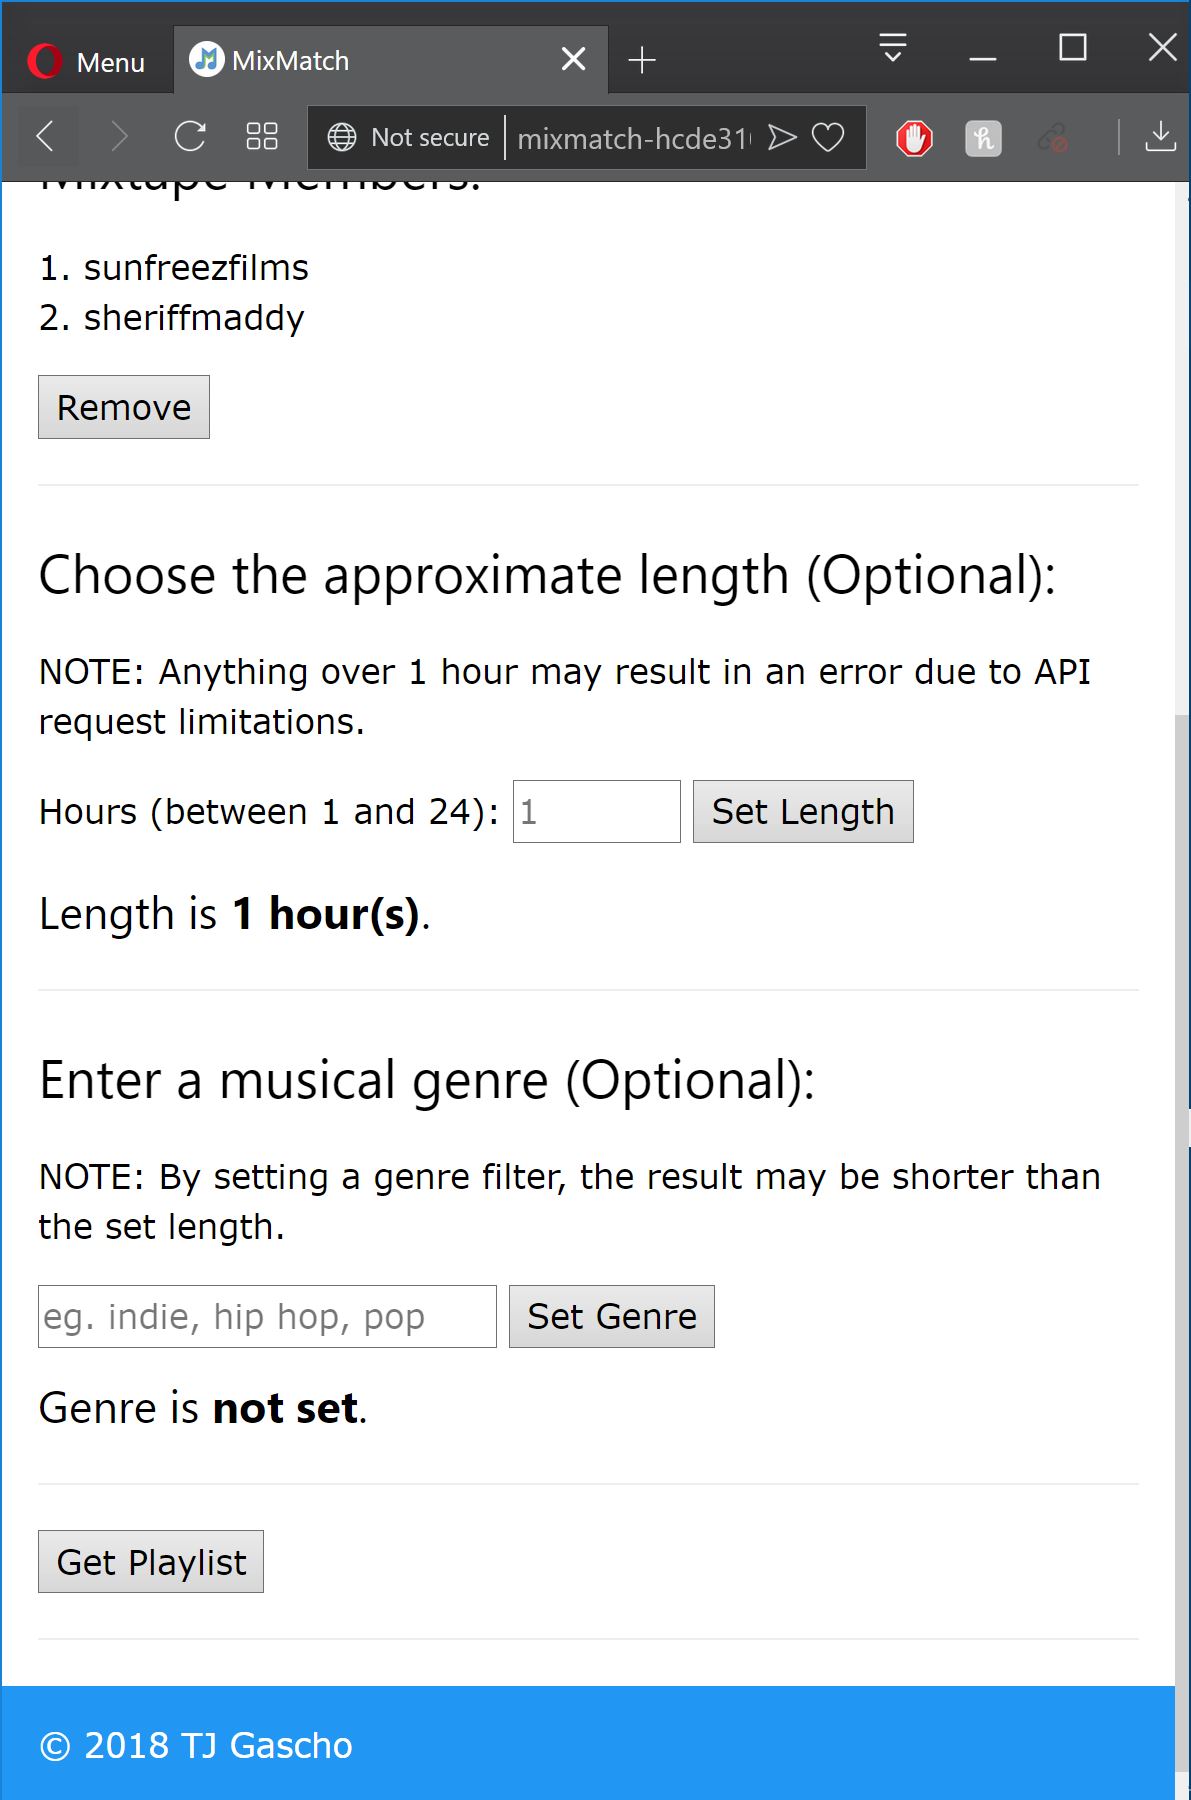 Menu
MixMatch
Not secure
mixmatch-hcde31
Mixtape Members:
1. sunfreezfilms
2. sheriffmaddy
Remove
Choose the approximate length (Optional):
NOTE: Anything over 1 hour may result in an error due to API
request limitations.
Hours (between 1 and 24): 1 Set Length
Length is 1 hour(s).
Enter a musical genre (Optional):
NOTE: By setting a genre filter, the result may be shorter than
the set length.
eg. indie, hip hop, pop Set Genre
Genre is not set.
Get Playlist
© 2018 TJ Gascho